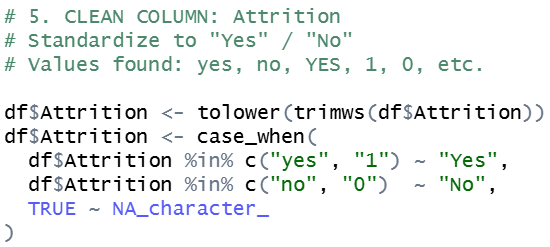 # 5. CLEAN COLUMN: Attrition
# Standardize to "Yes" / "No"
# Values found: yes, no, YES, 1, 0, etc.

df$Attrition <- tolower(trimws(df$Attrition))
df$Attrition <- case_when(
  df$Attrition %in% c("yes", "1") ~ "Yes",
  df$Attrition %in% c("no", "0")  ~ "No",
  TRUE ~ NA_character_
)